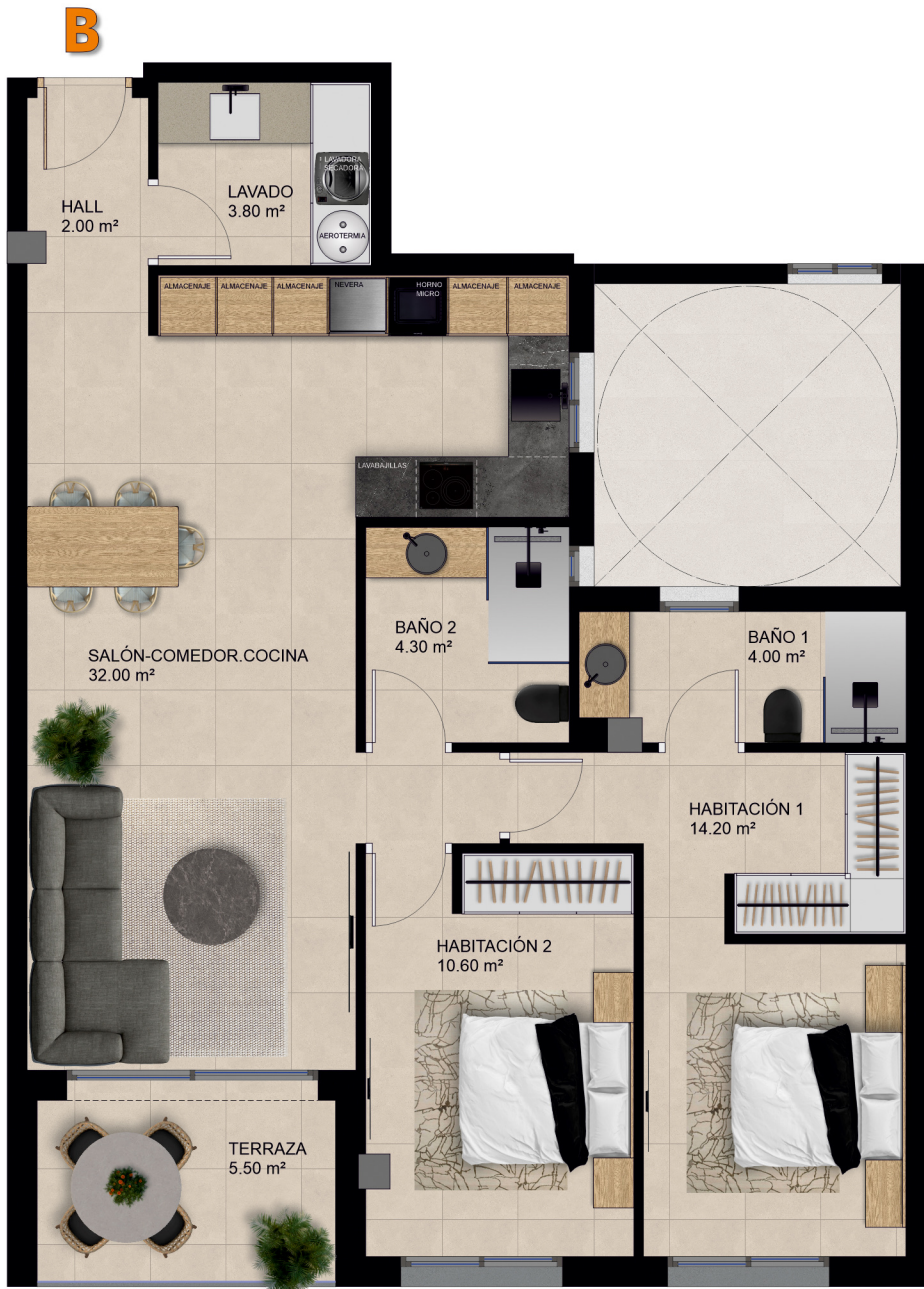 B
LAVADORA
SECADORA
LAVADO
3.80 m²
HALL
2.00 m²
AEROTERMIA
ALMACENAJE
ALMACENAJE
ALMACENAJE
NEVERA
HORNO
MICRO
ALMACENAJE
ALMACENAJE
LAVABAJILLAS
BAÑO 2
4.30 m²
BAÑO 1
4.00 m²
SALÓN-COMEDOR.COCINA
32.00 m²
HABITACIÓN 1
14.20 m²
HABITACIÓN 2
10.60 m²
TERRAZA
5.50 m²